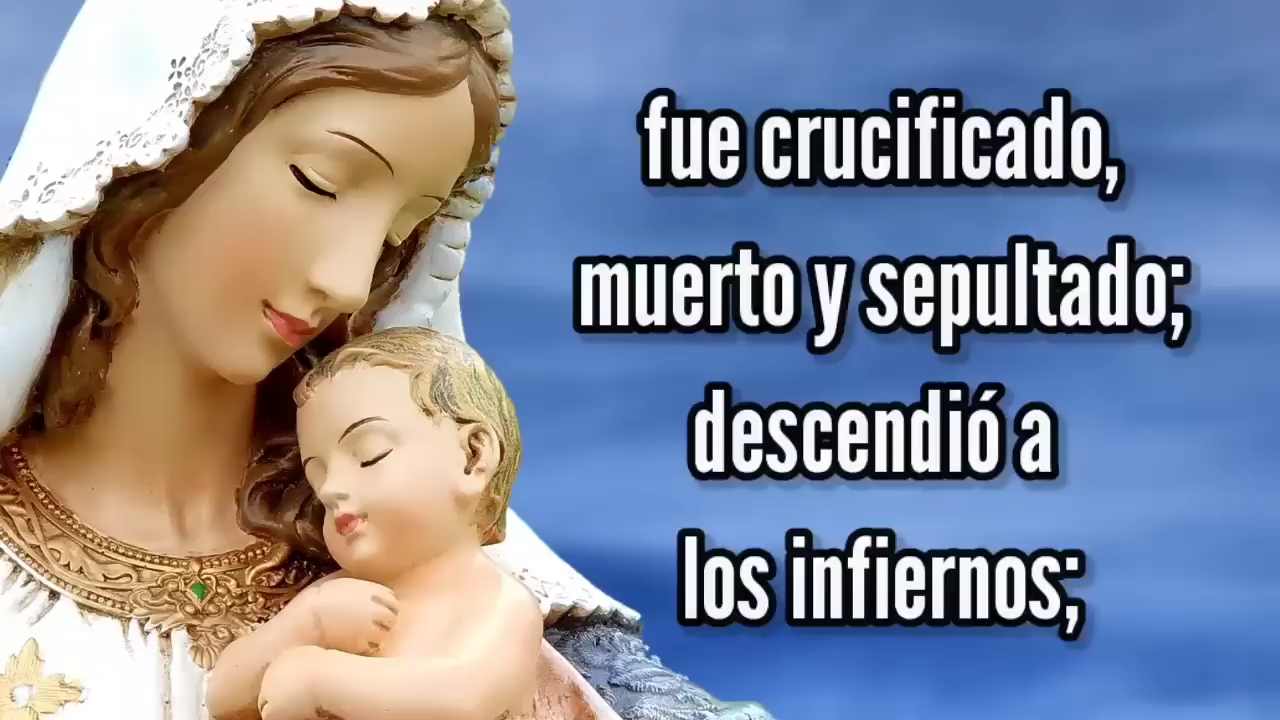 fue crucificado,
muerto y sepultado;
descendió a
los infiernos;